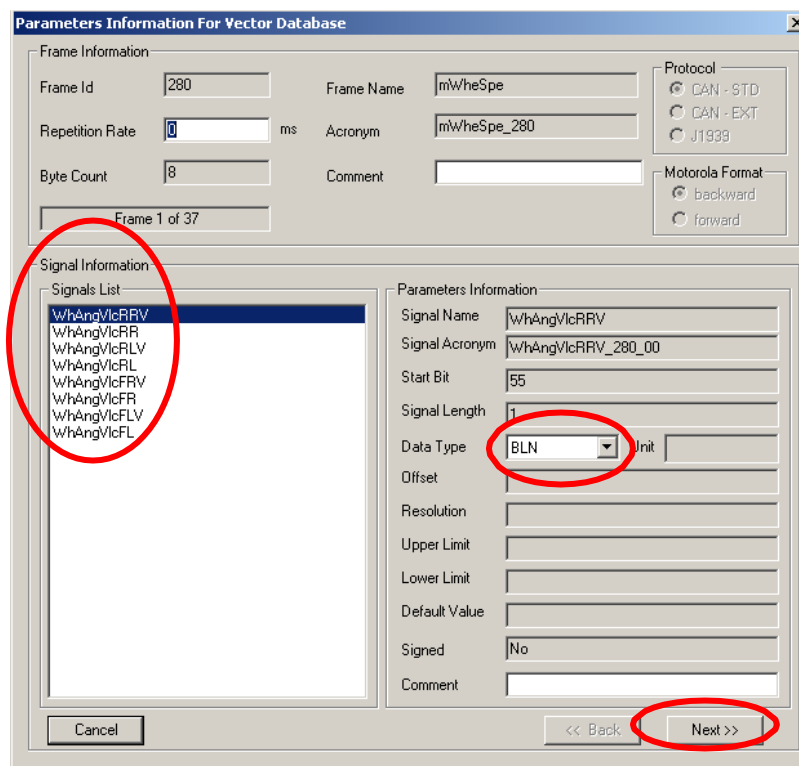 Parameters Information For Vector Database
Frame Information
Frame Id 280
Frame Name mWheSpe
Protocol
CAN - STD
CAN - EXT
J1939
Repetition Rate 0 ms
Acronym mWheSpe_280
Byte Count 8
Comment
Motorola Format
backward
forward
Frame 1 of 37
Signal Information
Signals List
WhAngVlcRRV
WhAngVlcRR
WhAngVlcRLV
WhAngVlcRL
WhAngVlcFRV
WhAngVlcFR
WhAngVlcFLV
WhAngVlcFL
Parameters Information
Signal Name WhAngVlcRRV
Signal Acronym WhAngVlcRRV_280_00
Start Bit 55
Signal Length 1
Data Type BLN Unit
Offset
Resolution
Upper Limit
Lower Limit
Default Value
Signed No
Comment
Cancel
<< Back
Next >>